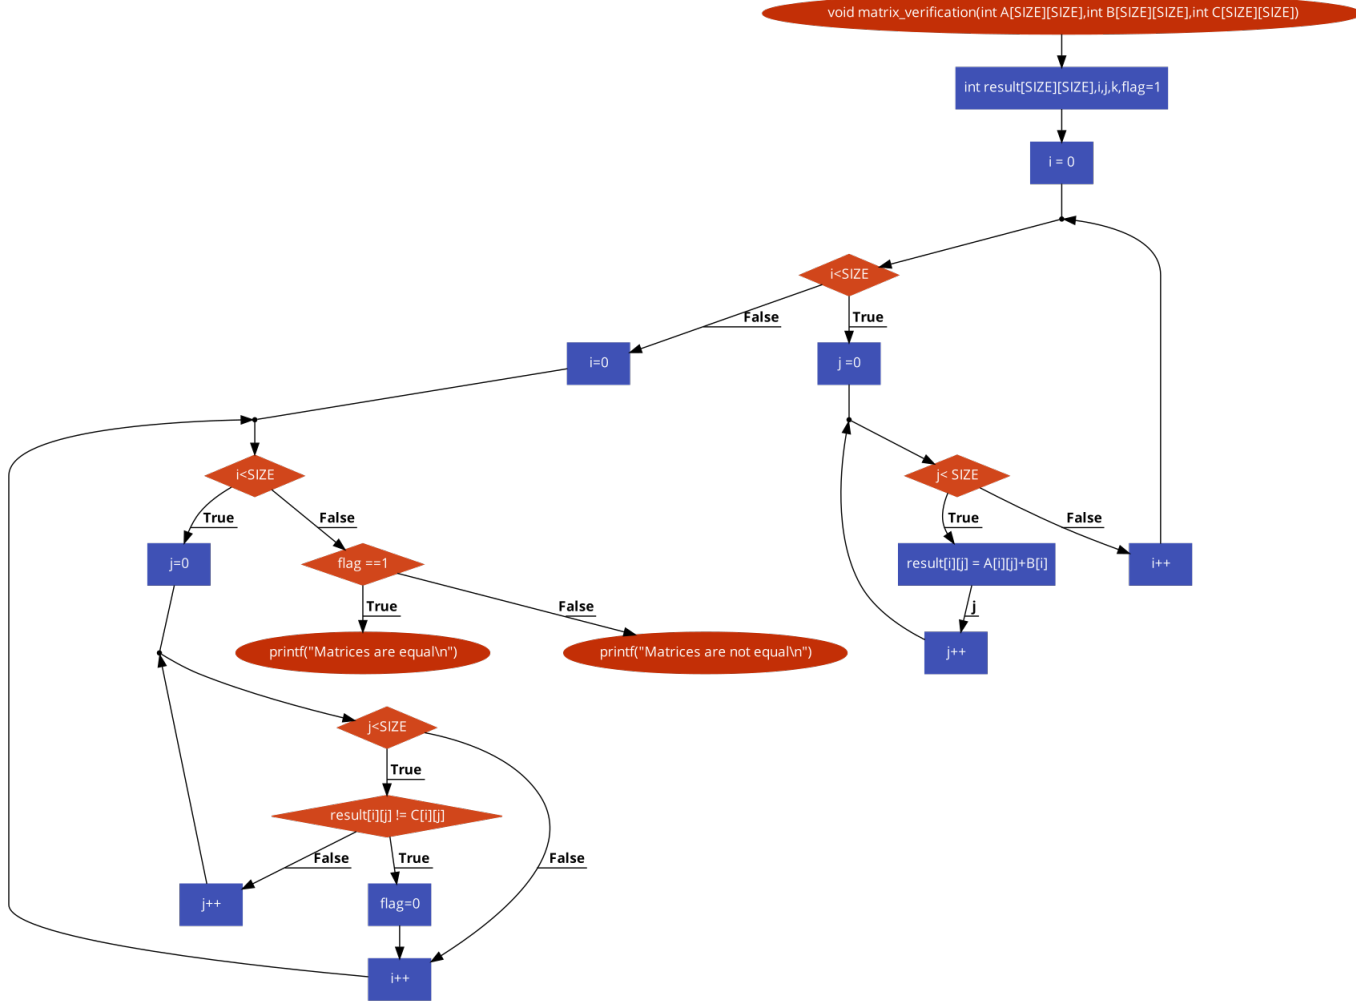 void matrix_verification(int A[SIZE][SIZE],int B[SIZE][SIZE],int C[SIZE][SIZE])
int result[SIZE][SIZE],i,j,k,flag=1
i = 0
i<SIZE
False
True
i=0
j =0
i<SIZE
j< SIZE
True
False
True
False
j=0
flag ==1
result[i][j] = A[i][j]+B[i]
i++
True
False
j
printf("Matrices are equal\n")
printf("Matrices are not equal\n")
j++
j<SIZE
True
result[i][j] != C[i][j]
False
True
False
j++
flag=0
i++